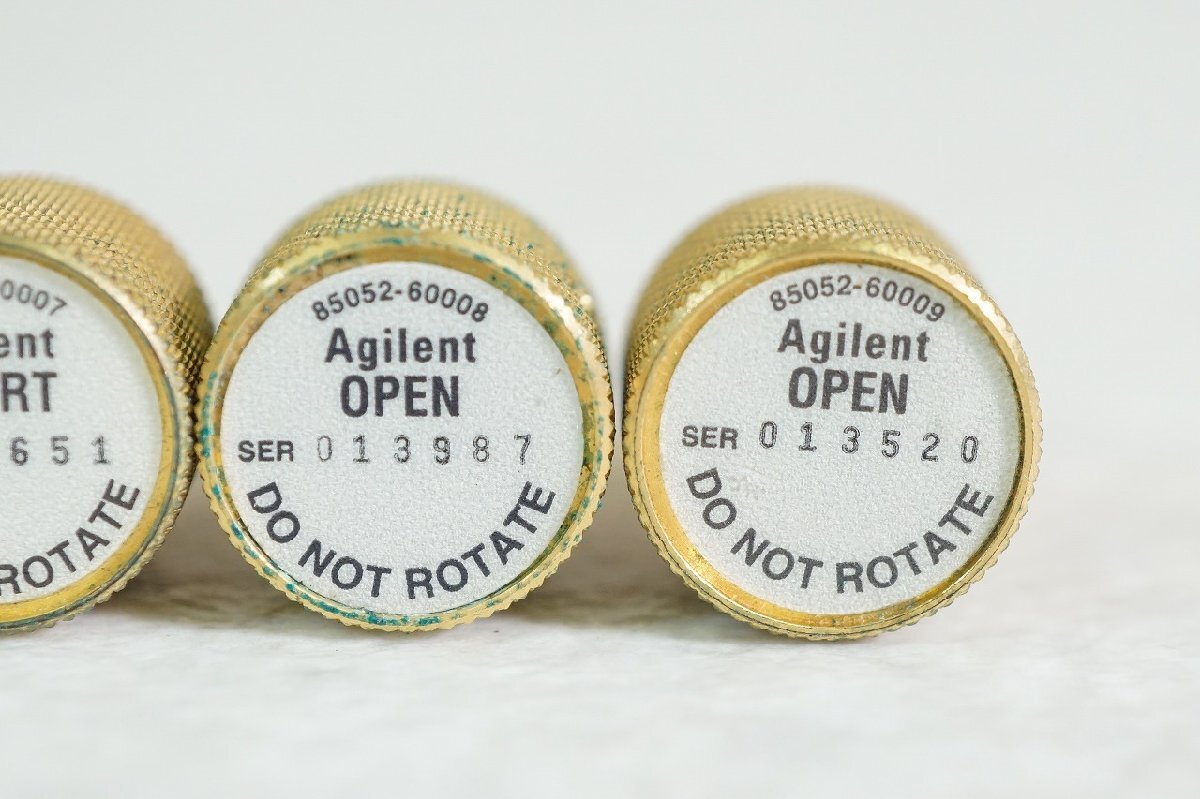 0007
ent
RT
651
ROTATE
85052-60008
Agilent
OPEN
SER 013987
DO NOT ROTATE
85052-60009
Agilent
OPEN
SER 013520
DO NOT ROTATE